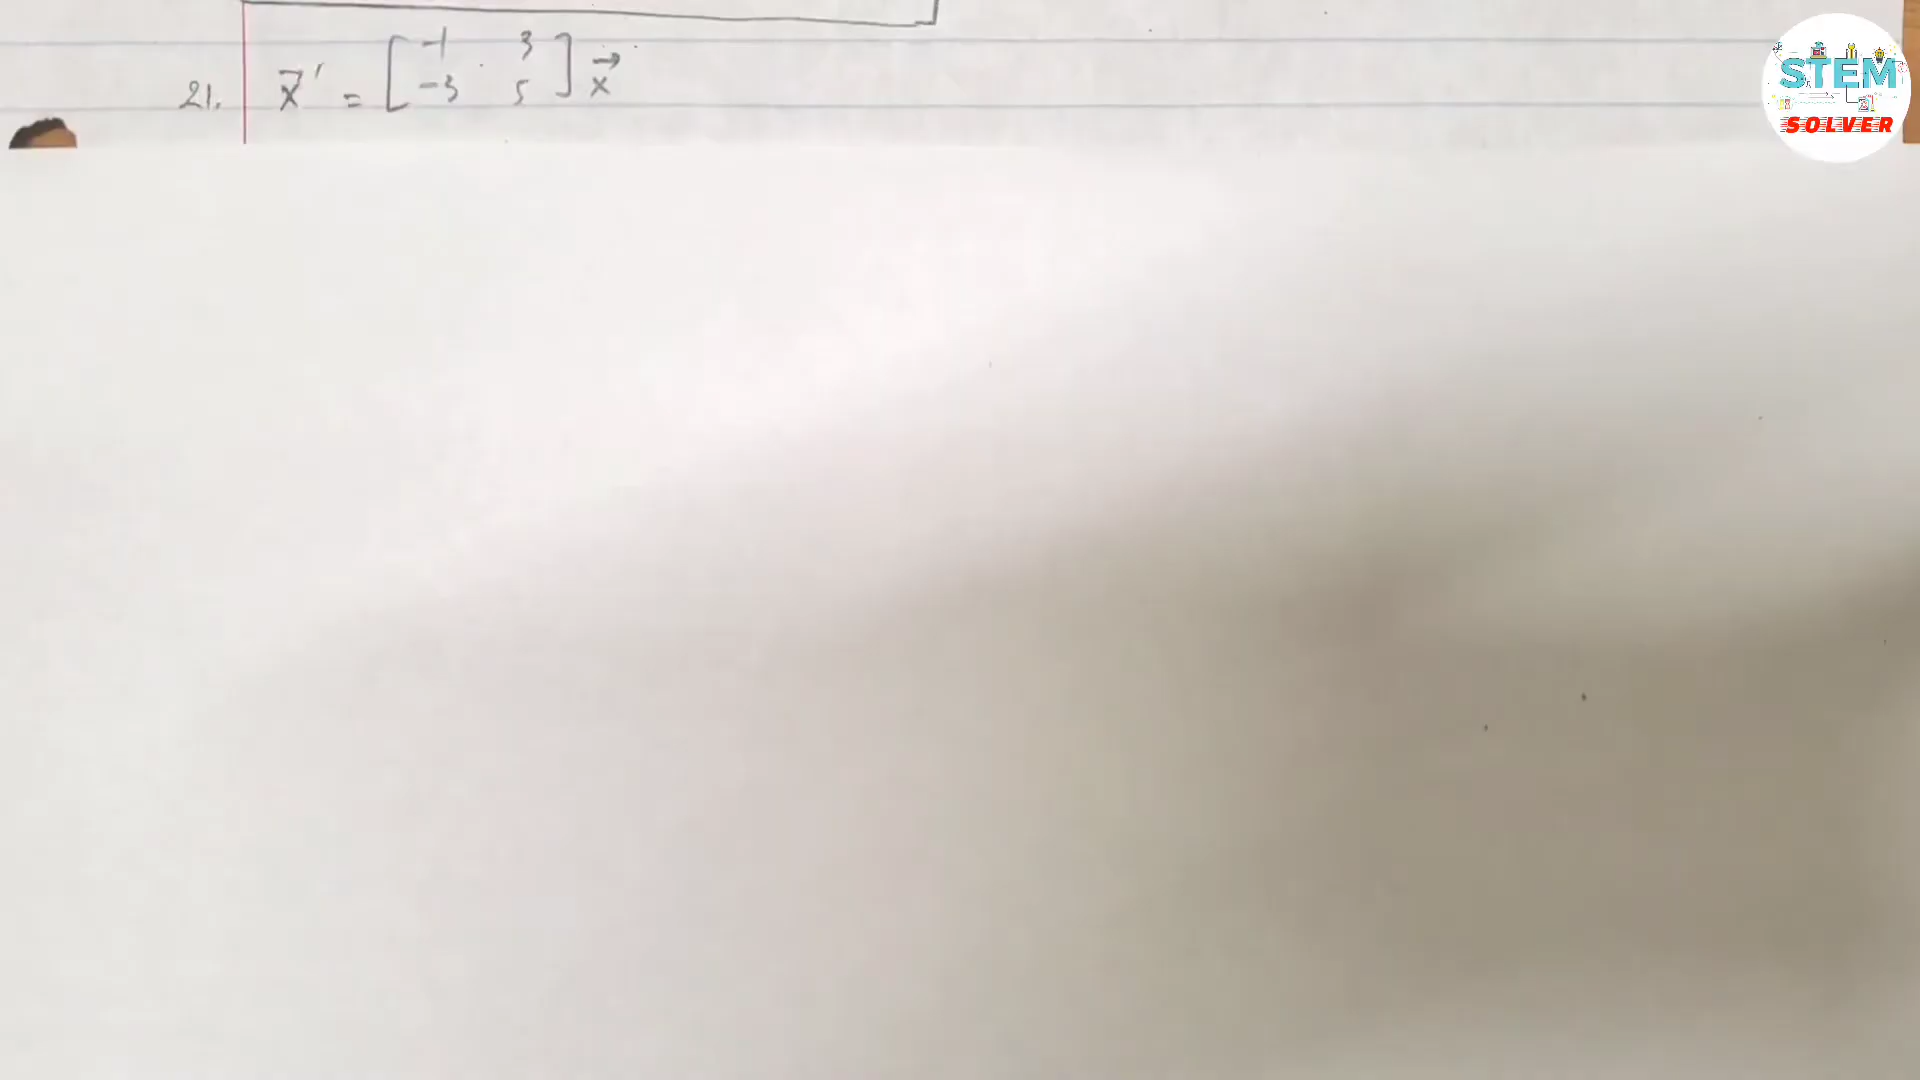 21. x⃗' = [ -1 3
-3 5 ] x⃗
STEM
SOLVER